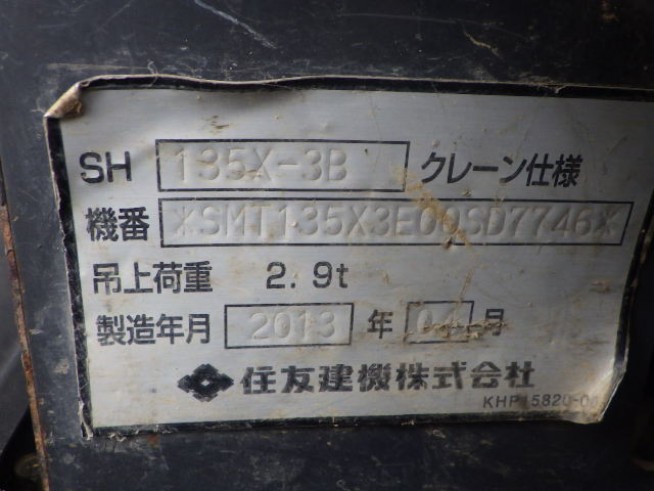 SH 135X-3B クレーン仕様
機番 *SMT135X3E00SD7746*
吊上荷重 2.9t
製造年月 2013 年 04 月
住友建機株式会社